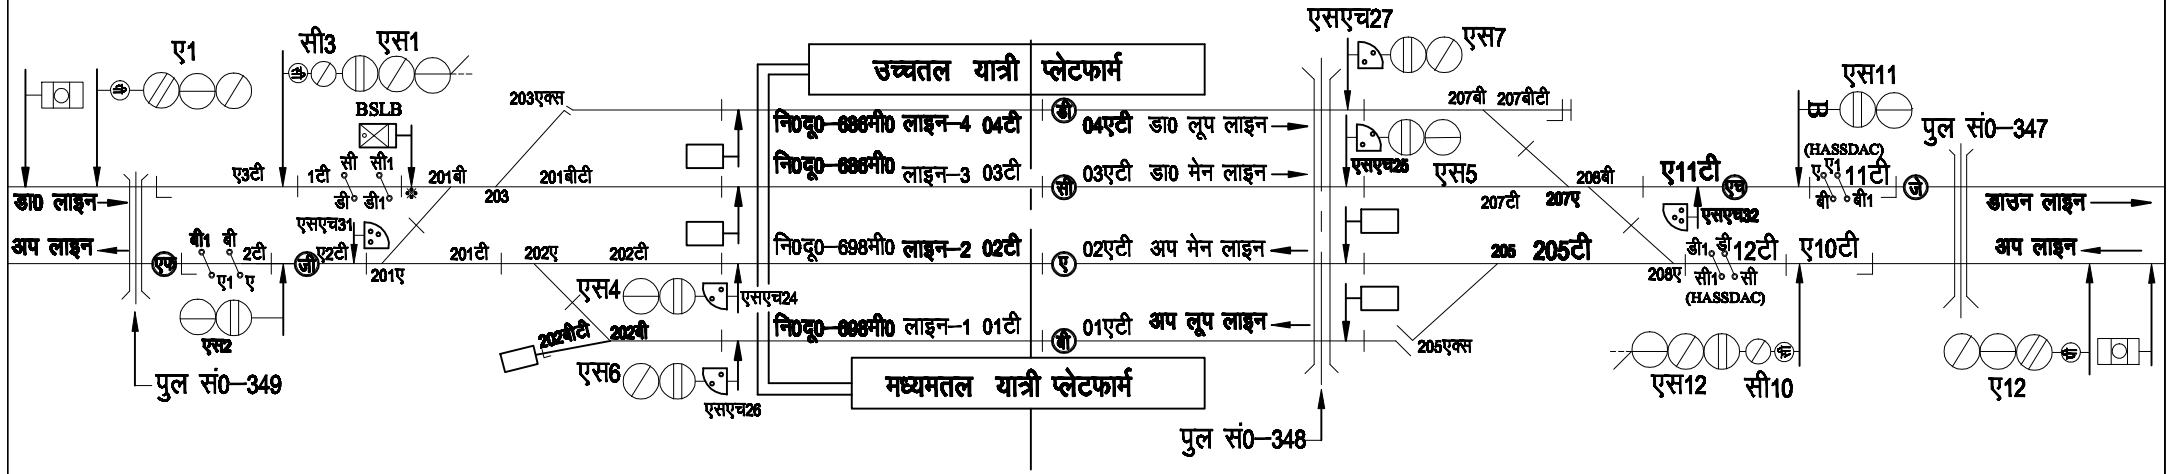 एसएच27
ए1
सी3 एस1
एस7
एस11
BSLB
उच्चतल यात्री प्लेटफार्म
203एक्स
207बी 207बीटी
B
पुल सं0-347
नि0दू0-686मी0 लाइन-4 04टी डी 04एटी डा0 लूप लाइन
एसएच25
एस5
(HASSDAC)
ए3टी 1टी सी सी1 201बी 203 201बीटी
नि0दू0-686मी0 लाइन-3 03टी सी 03एटी डा0 मेन लाइन
207टी 207ए 206बी ए11टी एच ए ए1 11टी जे
डी डी1
बी बी1
डा0 लाइन
डाउन लाइन
एसएच31
एसएच32
अप लाइन
अप लाइन
एफ बी1 बी 2टी जी ए2टी 201ए 201टी 202ए 202टी
नि0दू0-698मी0 लाइन-2 02टी ए 02एटी अप मेन लाइन
205 205टी 208ए डी1 डी 12टी ए10टी
ए1 ए
सी1 सी
(HASSDAC)
एस4 एसएच24
एस2
202बीटी 202बी
नि0दू0-698मी0 लाइन-1 01टी बी 01एटी अप लूप लाइन
205एक्स
एस6
एसएच26
पुल सं0-349
मध्यमतल यात्री प्लेटफार्म
एस12 सी10
ए12
पुल सं0-348